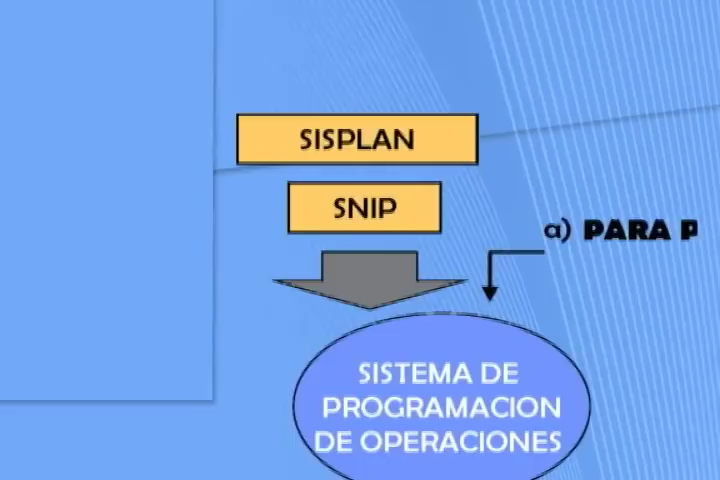 SISPLAN
SNIP
a) PARA P
SISTEMA DE
PROGRAMACION
DE OPERACIONES